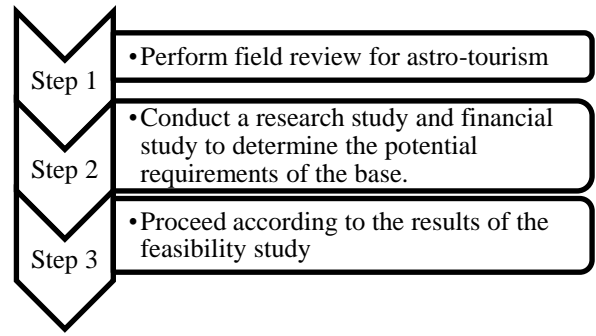 Step 1
•Perform field review for astro-tourism
Step 2
•Conduct a research study and financial
study to determine the potential
requirements of the base.
Step 3
•Proceed according to the results of the
feasibility study